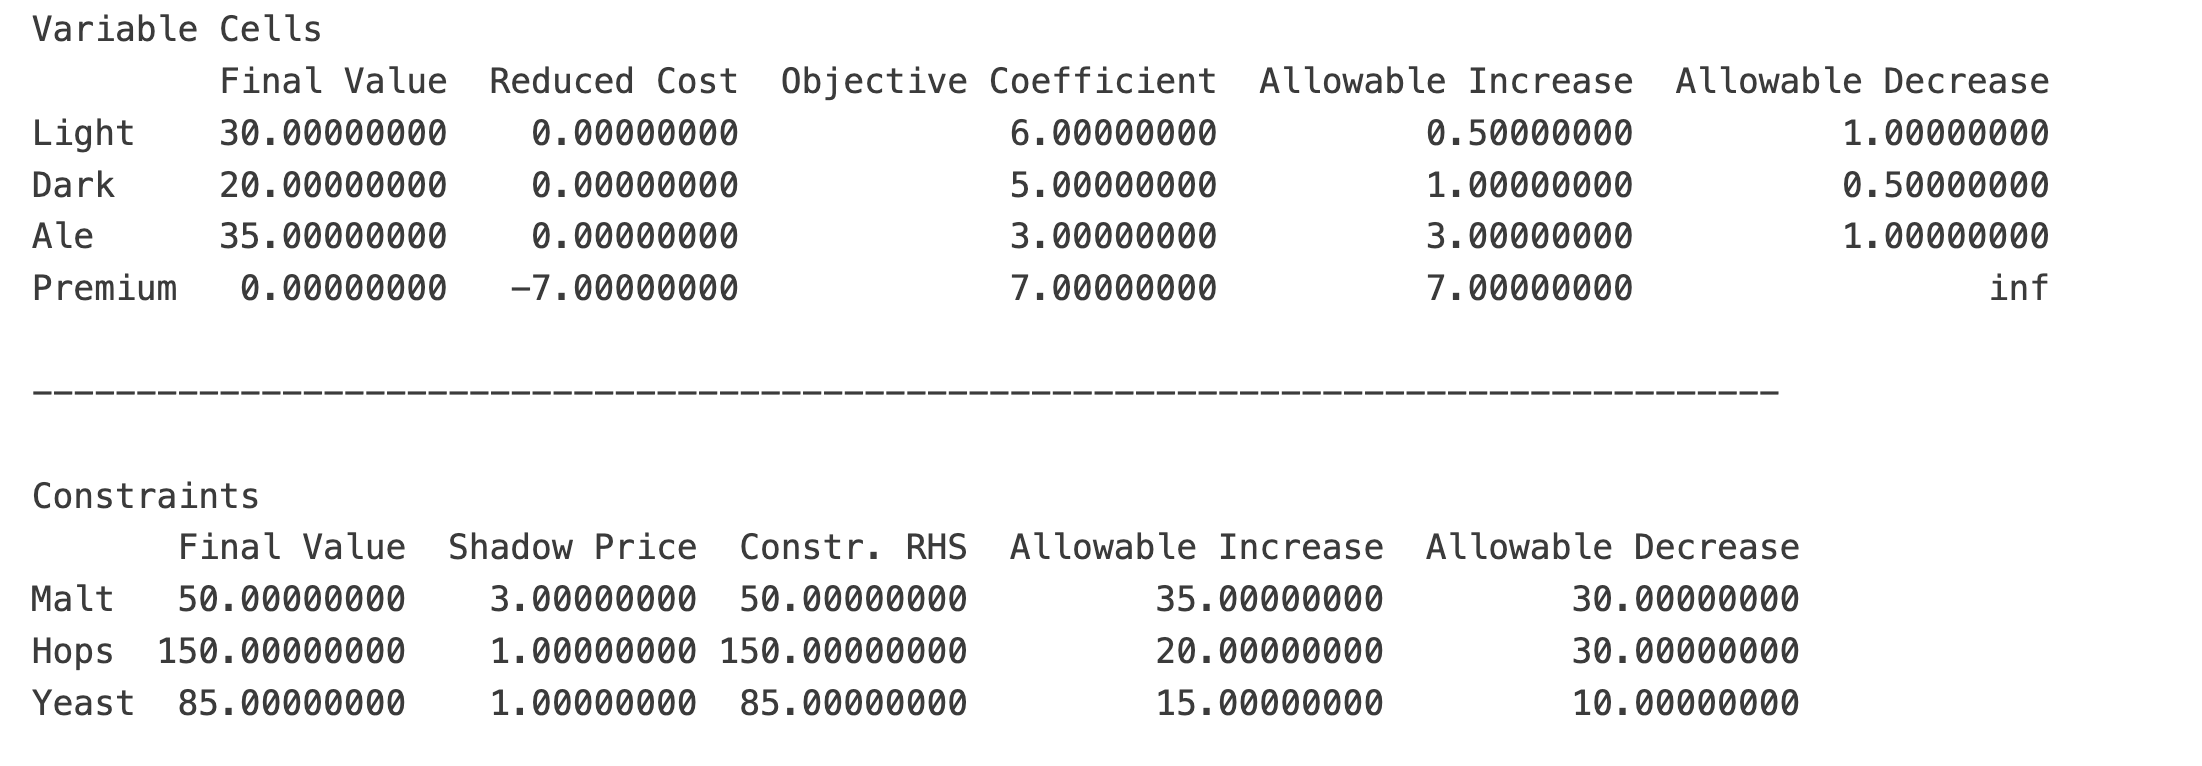 Variable Cells
Final Value Reduced Cost Objective Coefficient Allowable Increase Allowable Decrease
Light 30.00000000 0.00000000 6.00000000 0.50000000 1.00000000
Dark 20.00000000 0.00000000 5.00000000 1.00000000 0.50000000
Ale 35.00000000 0.00000000 3.00000000 3.00000000 1.00000000
Premium 0.00000000 -7.00000000 7.00000000 7.00000000 inf
------------------------------------------------------------------------------------
Constraints
Final Value Shadow Price Constr. RHS Allowable Increase Allowable Decrease
Malt 50.00000000 3.00000000 50.00000000 35.00000000 30.00000000
Hops 150.00000000 1.00000000 150.00000000 20.00000000 30.00000000
Yeast 85.00000000 1.00000000 85.00000000 15.00000000 10.00000000